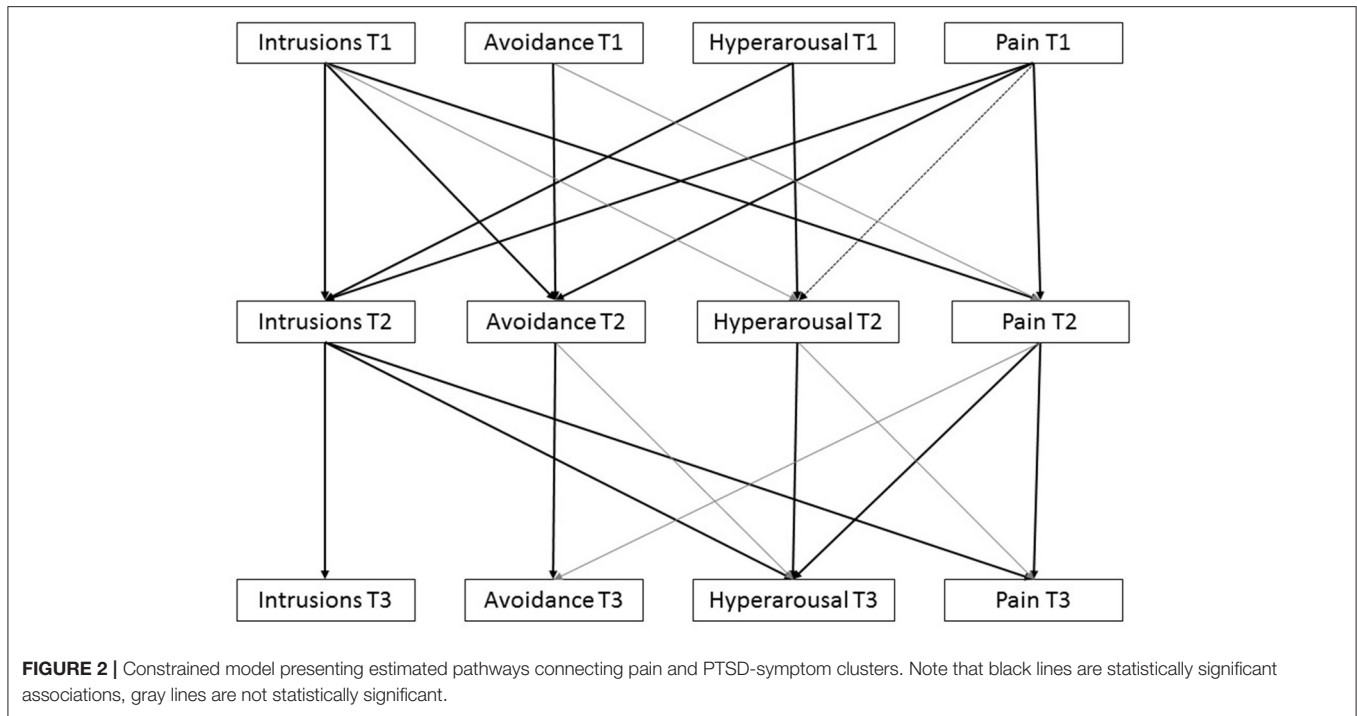 Intrusions T1 Avoidance T1 Hyperarousal T1 Pain T1
Intrusions T2 Avoidance T2 Hyperarousal T2 Pain T2
Intrusions T3 Avoidance T3 Hyperarousal T3 Pain T3
FIGURE 2 | Constrained model presenting estimated pathways connecting pain and PTSD-symptom clusters. Note that black lines are statistically significant
associations, gray lines are not statistically significant.